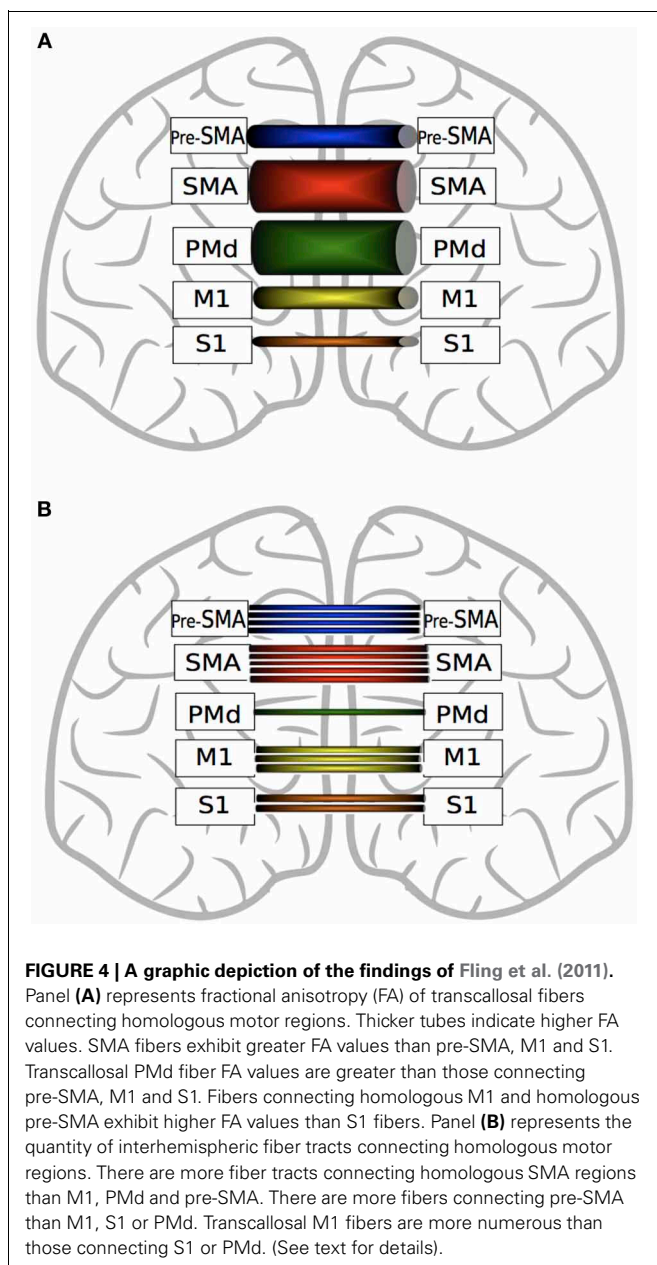 A
Pre-SMA Pre-SMA
SMA SMA
PMd PMd
M1 M1
S1 S1
B
Pre-SMA Pre-SMA
SMA SMA
PMd PMd
M1 M1
S1 S1
FIGURE 4 | A graphic depiction of the findings of Fling et al. (2011).
Panel (A) represents fractional anisotropy (FA) of transcallosal fibers
connecting homologous motor regions. Thicker tubes indicate higher FA
values. SMA fibers exhibit greater FA values than pre-SMA, M1 and S1.
Transcallosal PMd fiber FA values are greater than those connecting
pre-SMA, M1 and S1. Fibers connecting homologous M1 and homologous
pre-SMA exhibit higher FA values than S1 fibers. Panel (B) represents the
quantity of interhemispheric fiber tracts connecting homologous motor
regions. There are more fiber tracts connecting homologous SMA regions
than M1, PMd and pre-SMA. There are more fibers connecting pre-SMA
than M1, S1 or PMd. Transcallosal M1 fibers are more numerous than
those connecting S1 or PMd. (See text for details).